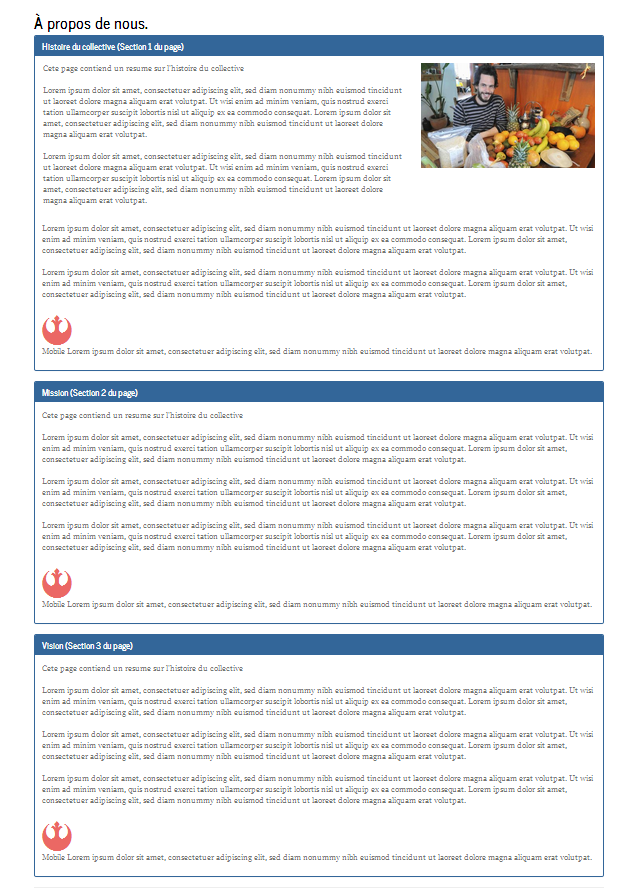 À propos de nous.
Histoire du collective (Section 1 du page)
Cete page contiend un resume sur l'histoire du collective
Lorem ipsum dolor sit amet, consectetuer adipiscing elit, sed diam nonummy nibh euismod tincidunt
ut laoreet dolore magna aliquam erat volutpat. Ut wisi enim ad minim veniam, quis nostrud exerci
tation ullamcorper suscipit lobortis nisl ut aliquip ex ea commodo consequat. Lorem ipsum dolor sit
amet, consectetuer adipiscing elit, sed diam nonummy nibh euismod tincidunt ut laoreet dolore
magna aliquam erat volutpat.
Lorem ipsum dolor sit amet, consectetuer adipiscing elit, sed diam nonummy nibh euismod tincidunt
ut laoreet dolore magna aliquam erat volutpat. Ut wisi enim ad minim veniam, quis nostrud exerci
tation ullamcorper suscipit lobortis nisl ut aliquip ex ea commodo consequat. Lorem ipsum dolor sit
amet, consectetuer adipiscing elit, sed diam nonummy nibh euismod tincidunt ut laoreet dolore
magna aliquam erat volutpat.
Lorem ipsum dolor sit amet, consectetuer adipiscing elit, sed diam nonummy nibh euismod tincidunt ut laoreet dolore magna aliquam erat volutpat. Ut wisi
enim ad minim veniam, quis nostrud exerci tation ullamcorper suscipit lobortis nisl ut aliquip ex ea commodo consequat. Lorem ipsum dolor sit amet,
consectetuer adipiscing elit, sed diam nonummy nibh euismod tincidunt ut laoreet dolore magna aliquam erat volutpat.
Lorem ipsum dolor sit amet, consectetuer adipiscing elit, sed diam nonummy nibh euismod tincidunt ut laoreet dolore magna aliquam erat volutpat. Ut wisi
enim ad minim veniam, quis nostrud exerci tation ullamcorper suscipit lobortis nisl ut aliquip ex ea commodo consequat. Lorem ipsum dolor sit amet,
consectetuer adipiscing elit, sed diam nonummy nibh euismod tincidunt ut laoreet dolore magna aliquam erat volutpat.
Mobile Lorem ipsum dolor sit amet, consectetuer adipiscing elit, sed diam nonummy nibh euismod tincidunt ut laoreet dolore magna aliquam erat volutpat.
Mission (Section 2 du page)
Cete page contiend un resume sur l'histoire du collective
Lorem ipsum dolor sit amet, consectetuer adipiscing elit, sed diam nonummy nibh euismod tincidunt ut laoreet dolore magna aliquam erat volutpat. Ut wisi
enim ad minim veniam, quis nostrud exerci tation ullamcorper suscipit lobortis nisl ut aliquip ex ea commodo consequat. Lorem ipsum dolor sit amet,
consectetuer adipiscing elit, sed diam nonummy nibh euismod tincidunt ut laoreet dolore magna aliquam erat volutpat.
Lorem ipsum dolor sit amet, consectetuer adipiscing elit, sed diam nonummy nibh euismod tincidunt ut laoreet dolore magna aliquam erat volutpat. Ut wisi
enim ad minim veniam, quis nostrud exerci tation ullamcorper suscipit lobortis nisl ut aliquip ex ea commodo consequat. Lorem ipsum dolor sit amet,
consectetuer adipiscing elit, sed diam nonummy nibh euismod tincidunt ut laoreet dolore magna aliquam erat volutpat.
Lorem ipsum dolor sit amet, consectetuer adipiscing elit, sed diam nonummy nibh euismod tincidunt ut laoreet dolore magna aliquam erat volutpat. Ut wisi
enim ad minim veniam, quis nostrud exerci tation ullamcorper suscipit lobortis nisl ut aliquip ex ea commodo consequat. Lorem ipsum dolor sit amet,
consectetuer adipiscing elit, sed diam nonummy nibh euismod tincidunt ut laoreet dolore magna aliquam erat volutpat.
Mobile Lorem ipsum dolor sit amet, consectetuer adipiscing elit, sed diam nonummy nibh euismod tincidunt ut laoreet dolore magna aliquam erat volutpat.
Vision (Section 3 du page)
Cete page contiend un resume sur l'histoire du collective
Lorem ipsum dolor sit amet, consectetuer adipiscing elit, sed diam nonummy nibh euismod tincidunt ut laoreet dolore magna aliquam erat volutpat. Ut wisi
enim ad minim veniam, quis nostrud exerci tation ullamcorper suscipit lobortis nisl ut aliquip ex ea commodo consequat. Lorem ipsum dolor sit amet,
consectetuer adipiscing elit, sed diam nonummy nibh euismod tincidunt ut laoreet dolore magna aliquam erat volutpat.
Lorem ipsum dolor sit amet, consectetuer adipiscing elit, sed diam nonummy nibh euismod tincidunt ut laoreet dolore magna aliquam erat volutpat. Ut wisi
enim ad minim veniam, quis nostrud exerci tation ullamcorper suscipit lobortis nisl ut aliquip ex ea commodo consequat. Lorem ipsum dolor sit amet,
consectetuer adipiscing elit, sed diam nonummy nibh euismod tincidunt ut laoreet dolore magna aliquam erat volutpat.
Lorem ipsum dolor sit amet, consectetuer adipiscing elit, sed diam nonummy nibh euismod tincidunt ut laoreet dolore magna aliquam erat volutpat. Ut wisi
enim ad minim veniam, quis nostrud exerci tation ullamcorper suscipit lobortis nisl ut aliquip ex ea commodo consequat. Lorem ipsum dolor sit amet,
consectetuer adipiscing elit, sed diam nonummy nibh euismod tincidunt ut laoreet dolore magna aliquam erat volutpat.
Mobile Lorem ipsum dolor sit amet, consectetuer adipiscing elit, sed diam nonummy nibh euismod tincidunt ut laoreet dolore magna aliquam erat volutpat.